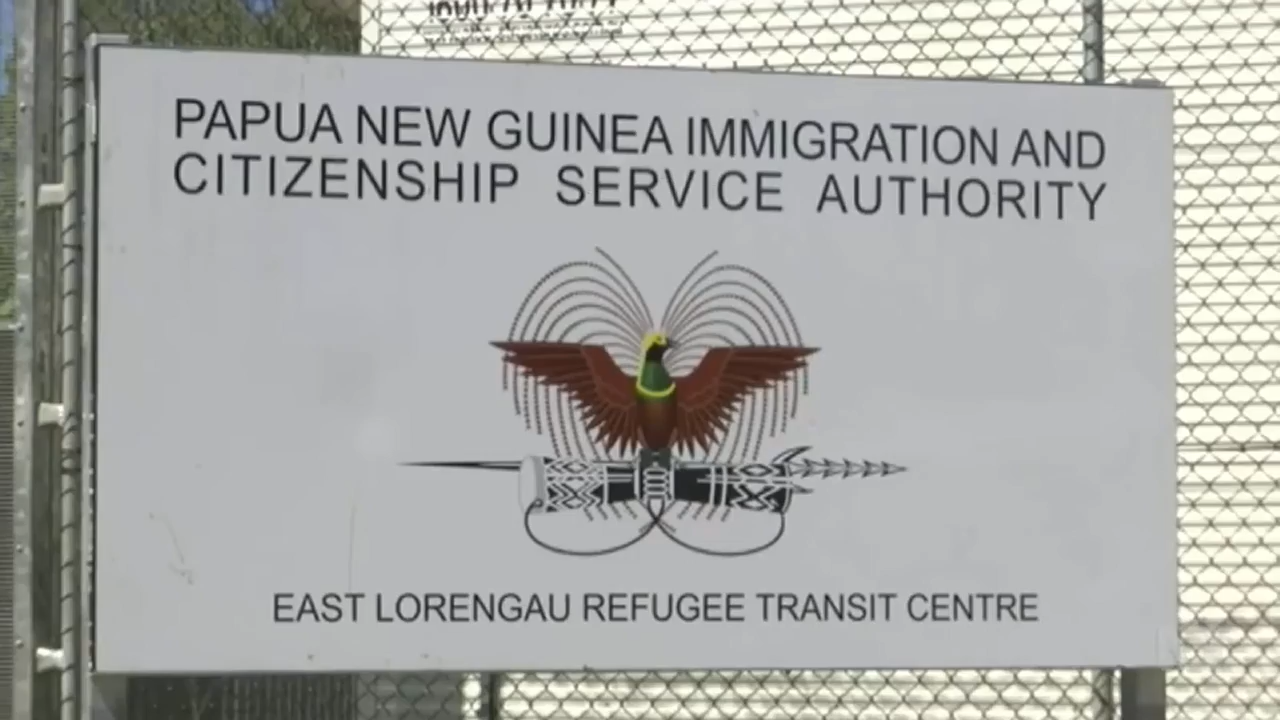 PAPUA NEW GUINEA IMMIGRATION AND
CITIZENSHIP SERVICE AUTHORITY
EAST LORENGAU REFUGEE TRANSIT CENTRE